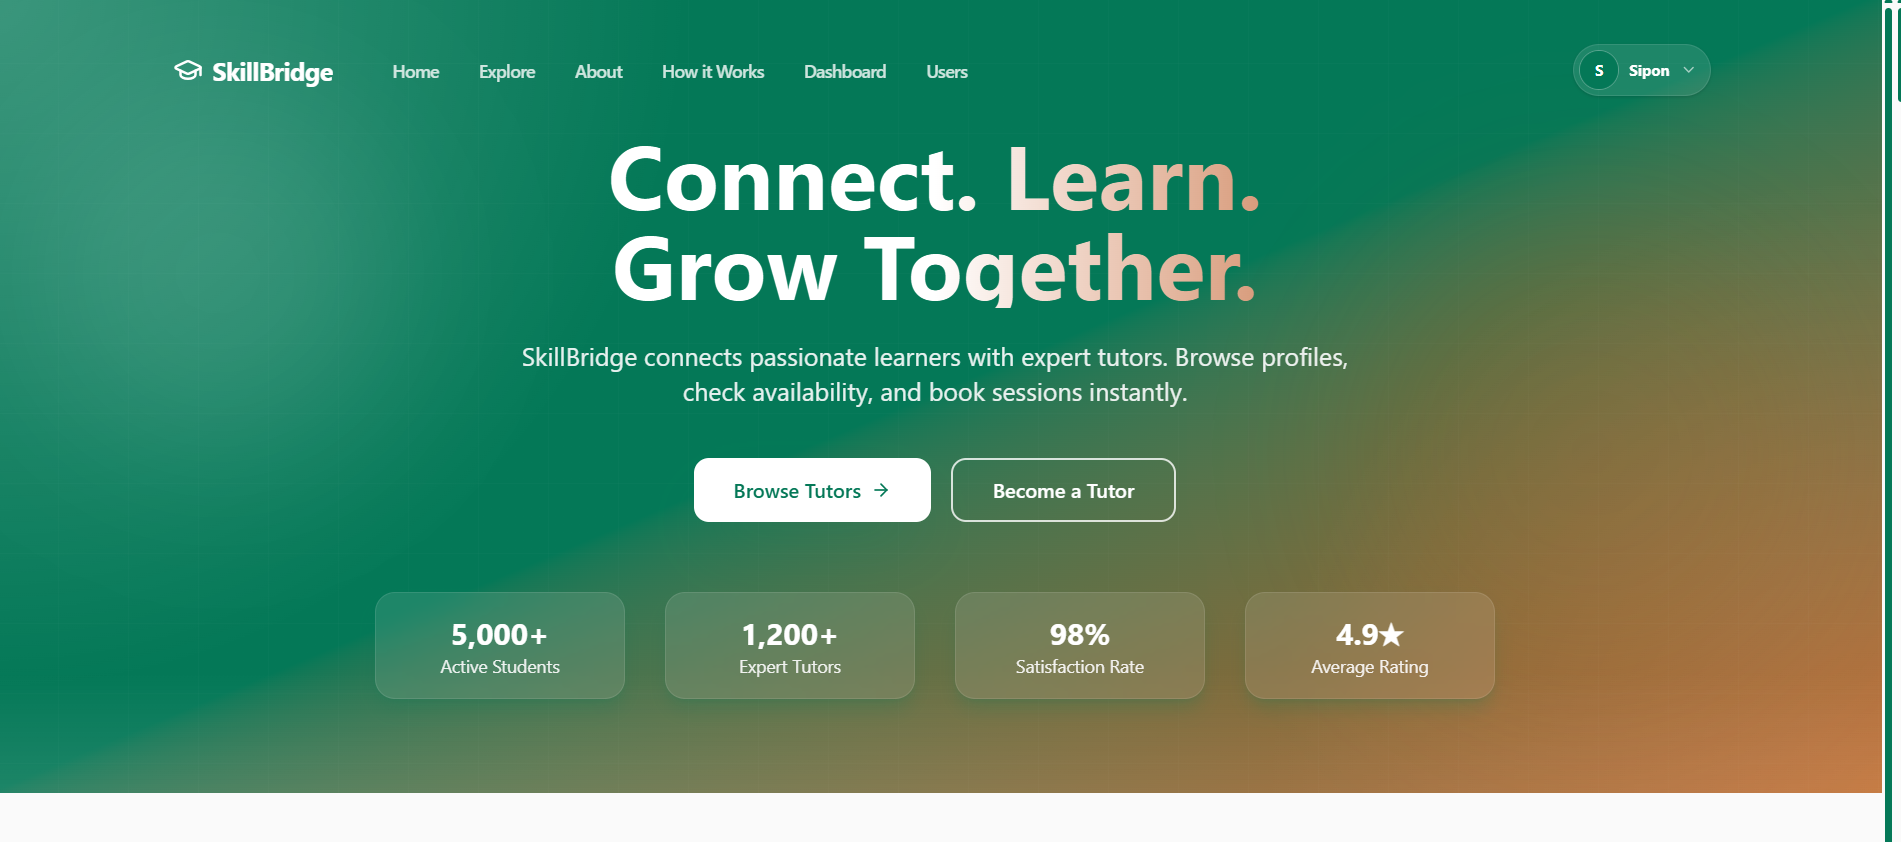 SkillBridge
Home
Explore
About
How it Works
Dashboard
Users
S
Sipon
Connect. Learn.
Grow Together.
SkillBridge connects passionate learners with expert tutors. Browse profiles,
check availability, and book sessions instantly.
Browse Tutors →
Become a Tutor
5,000+
Active Students
1,200+
Expert Tutors
98%
Satisfaction Rate
4.9★
Average Rating